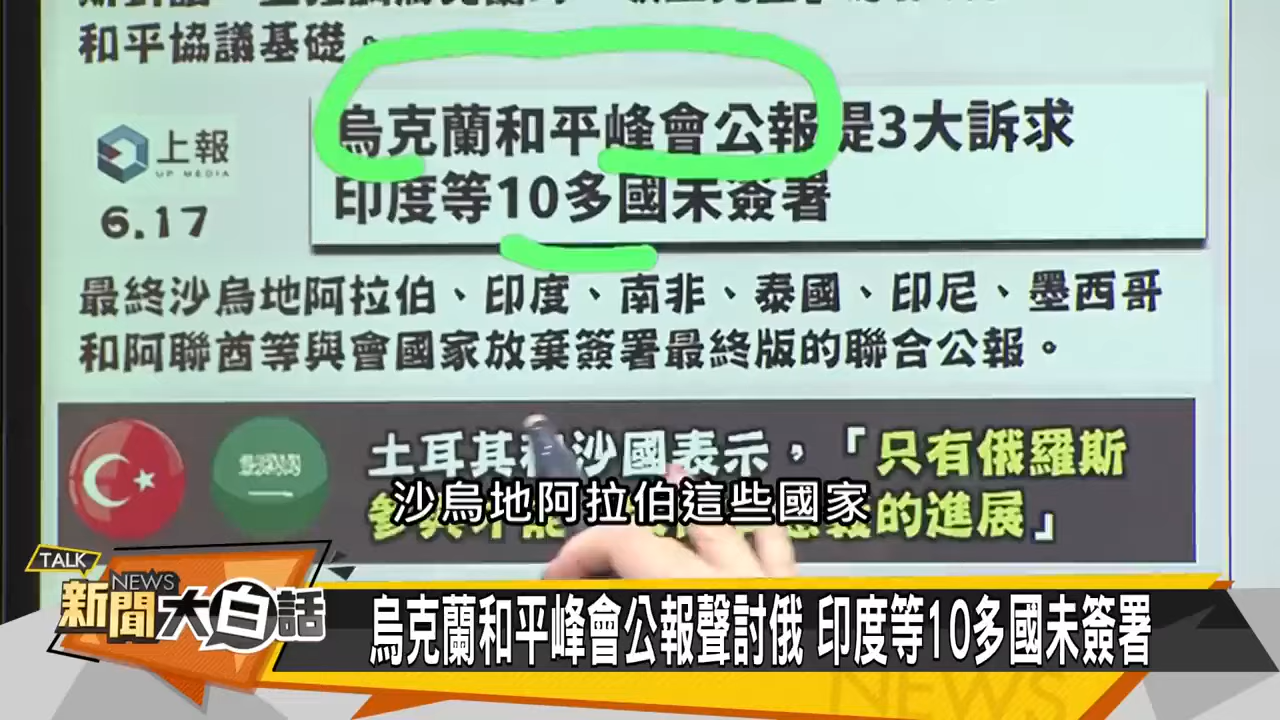 和平協議基礎。
烏克蘭和平峰會公報提3大訴求
上報
UP MEDIA
印度等10多國未簽署
6.17
最終沙烏地阿拉伯、印度、南非、泰國、印尼、墨西哥
和阿聯酋等與會國家放棄簽署最終版的聯合公報。
土耳其和沙國表示，「只有俄羅斯
的進展」
沙烏地阿拉伯這些國家
TALK
NEWS
新聞大白話
烏克蘭和平峰會公報聲討俄 印度等10多國未簽署
NEWS